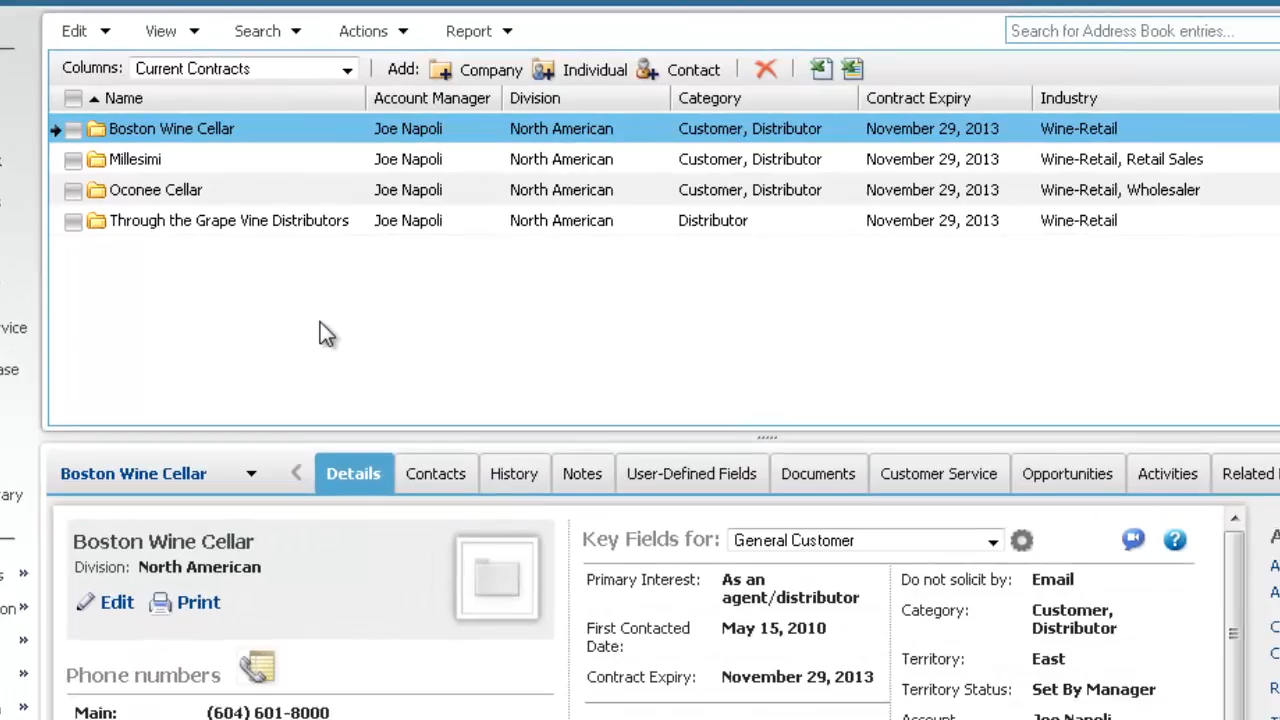 Edit View Search Actions Report Search for Address Book entries...
Columns: Current Contracts Add: Company Individual Contact
Name Account Manager Division Category Contract Expiry Industry
Boston Wine Cellar Joe Napoli North American Customer, Distributor November 29, 2013 Wine-Retail
Millesimi Joe Napoli North American Customer, Distributor November 29, 2013 Wine-Retail, Retail Sales
Oconee Cellar Joe Napoli North American Customer, Distributor November 29, 2013 Wine-Retail, Wholesaler
Through the Grape Vine Distributors Joe Napoli North American Distributor November 29, 2013 Wine-Retail
Boston Wine Cellar Details Contacts History Notes User-Defined Fields Documents Customer Service Opportunities Activities Related
Boston Wine Cellar
Division: North American
Edit Print
Phone numbers
Main: (604) 601-8000
Key Fields for: General Customer
Primary Interest: As an
agent/distributor
First Contacted May 15, 2010
Date:
Contract Expiry: November 29, 2013
Do not solicit by: Email
Category: Customer,
Distributor
Territory: East
Territory Status: Set By Manager
Account Joe Napoli